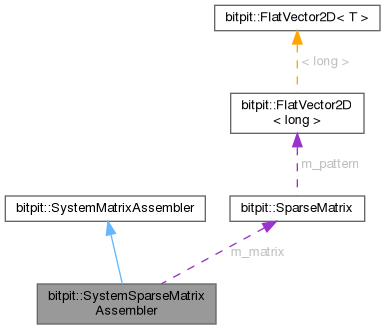 bitpit::FlatVector2D< T >
< long >
bitpit::FlatVector2D
< long >
m_pattern
bitpit::SystemMatrixAssembler
bitpit::SparseMatrix
m_matrix
bitpit::SystemSparseMatrix
Assembler